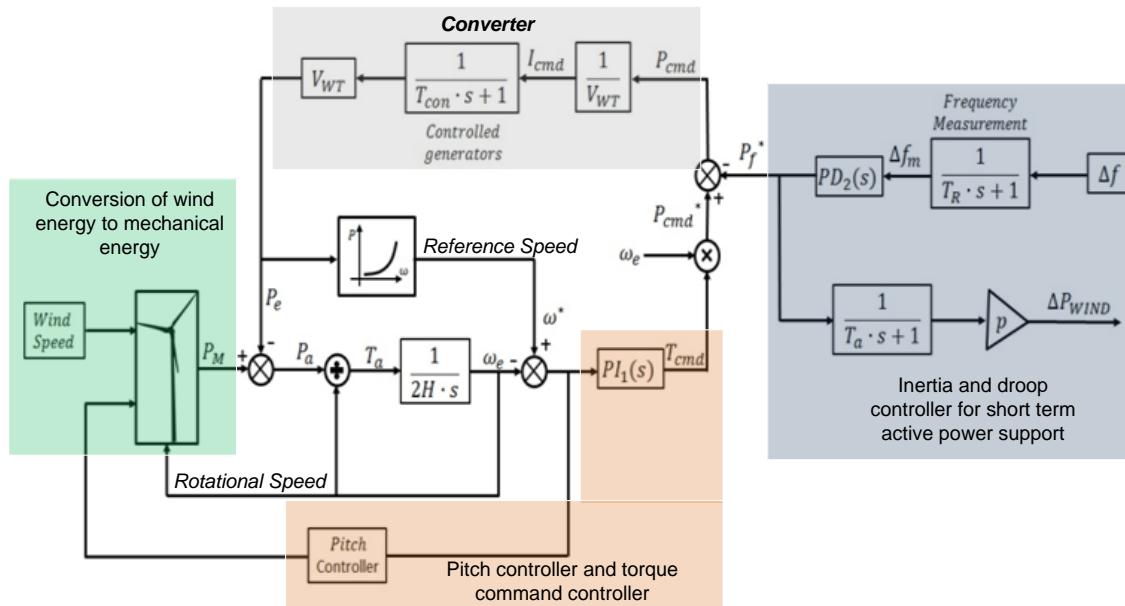 Converter
V_WT
1
T_con · s + 1
I_cmd
1
V_WT
P_cmd
Controlled
generators
Frequency
Measurement
P_f*
PD_2(s)
Δf_m
1
T_R · s + 1
Δf
-
+
P_cmd*
ω_e
×
Conversion of wind
energy to mechanical
energy
P
ω
Reference Speed
P_e
ω*
Wind
Speed
P_M
+
-
P_a
T_a
1
2H · s
ω_e
-
+
PI_1(s)
T_cmd
1
T_a · s + 1
p
ΔP_WIND
Inertia and droop
controller for short term
active power support
Rotational Speed
Pitch
Controller
Pitch controller and torque
command controller